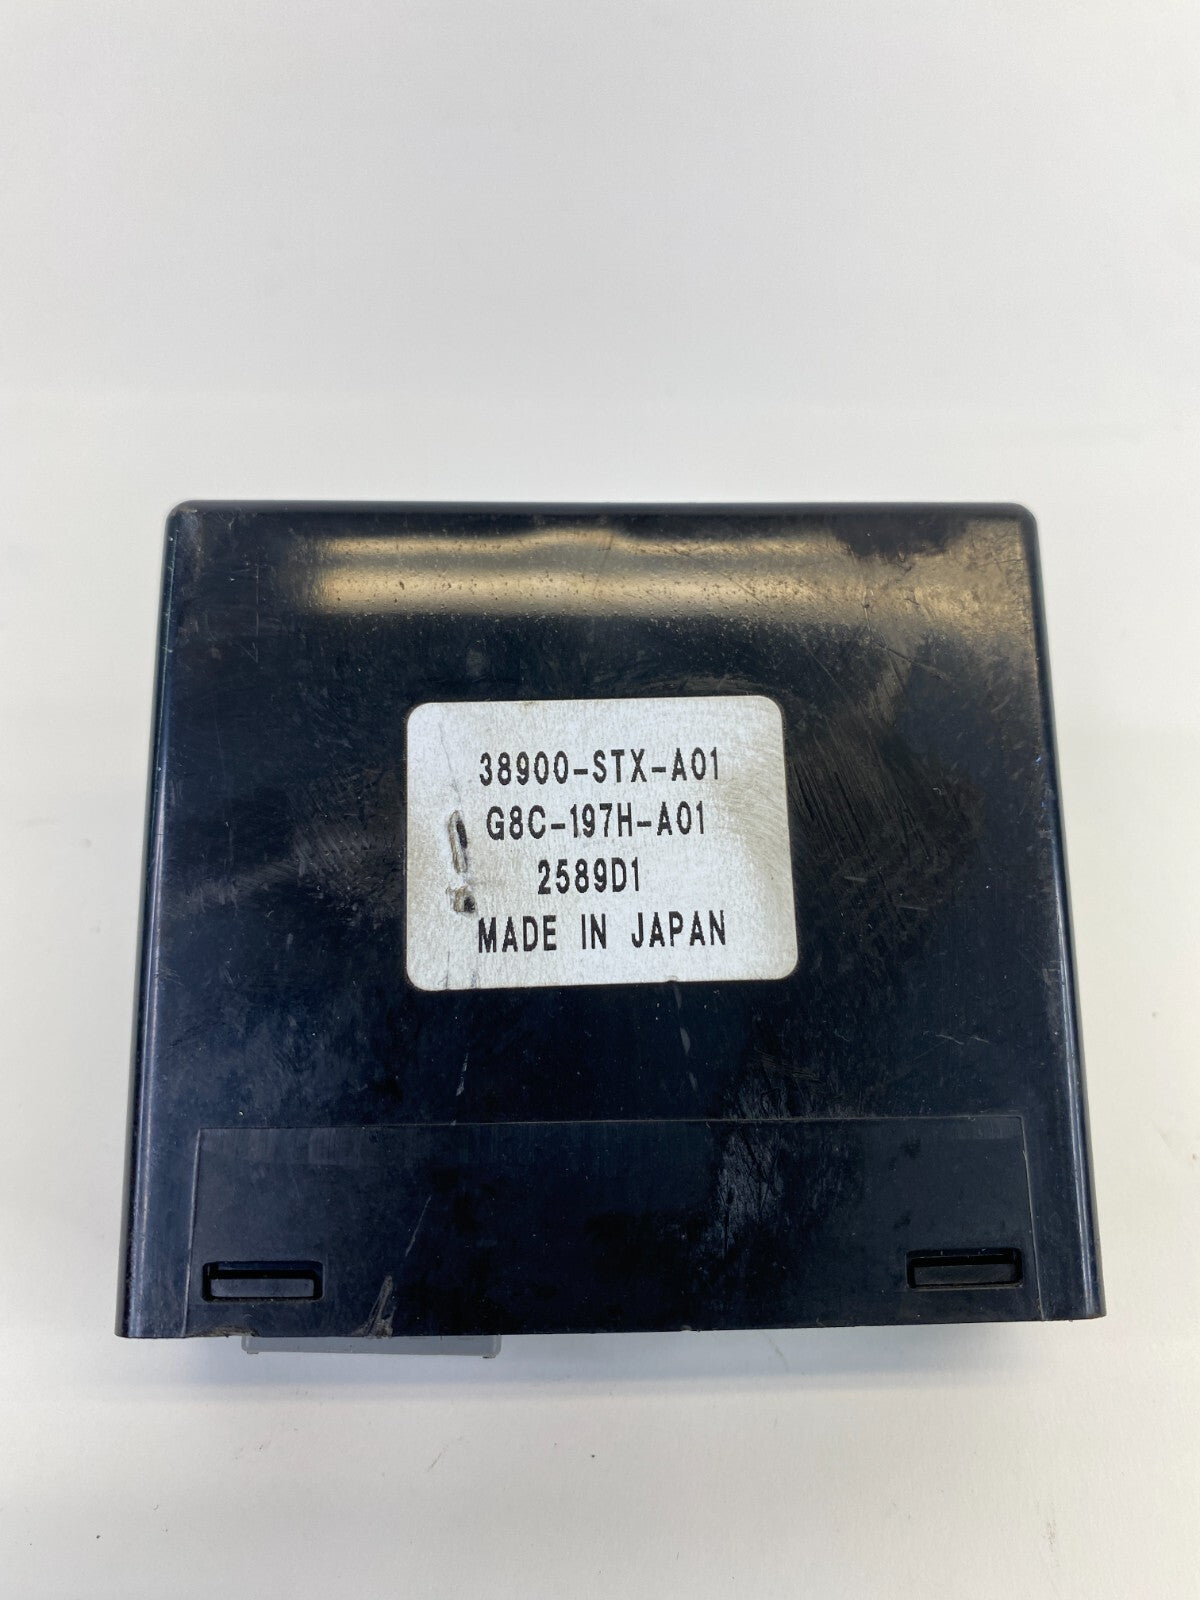 38900-STX-A01
G8C-197H-A01
2589D1
MADE IN JAPAN